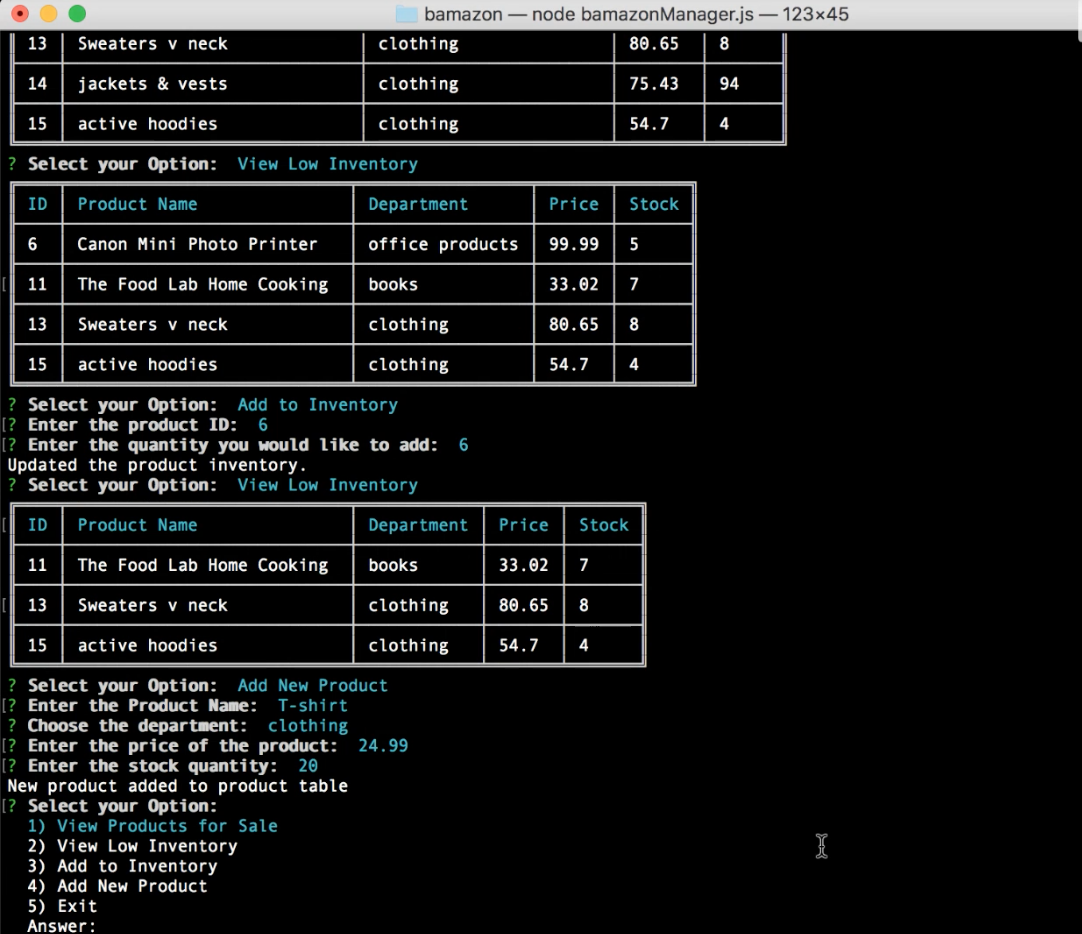 bamazon — node bamazonManager.js — 123×45
13 Sweaters v neck clothing 80.65 8
14 jackets & vests clothing 75.43 94
15 active hoodies clothing 54.7 4
? Select your Option: View Low Inventory
ID Product Name Department Price Stock
6 Canon Mini Photo Printer office products 99.99 5
[ 11 The Food Lab Home Cooking books 33.02 7
13 Sweaters v neck clothing 80.65 8
15 active hoodies clothing 54.7 4
? Select your Option: Add to Inventory
[? Enter the product ID: 6
[? Enter the quantity you would like to add: 6
Updated the product inventory.
? Select your Option: View Low Inventory
[ ID Product Name Department Price Stock
11 The Food Lab Home Cooking books 33.02 7
[ 13 Sweaters v neck clothing 80.65 8
15 active hoodies clothing 54.7 4
? Select your Option: Add New Product
[? Enter the Product Name: T-shirt
? Choose the department: clothing
[? Enter the price of the product: 24.99
[? Enter the stock quantity: 20
New product added to product table
[? Select your Option:
1) View Products for Sale
2) View Low Inventory
3) Add to Inventory
4) Add New Product
5) Exit
Answer: